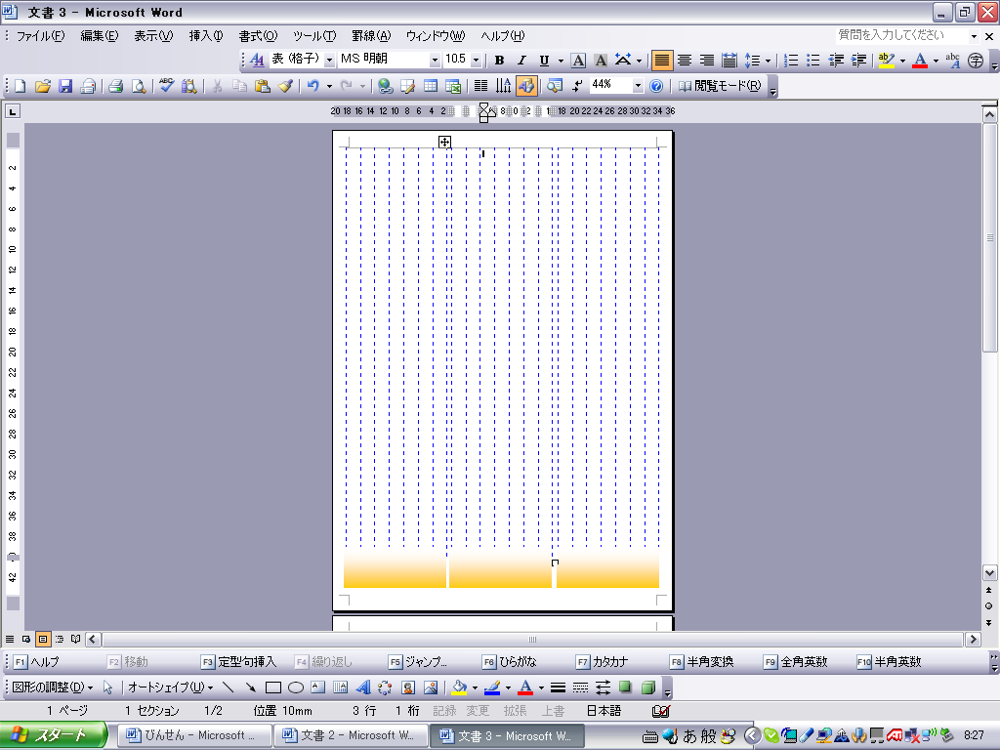 文書 3 - Microsoft Word
ファイル(F) 編集(E) 表示(V) 挿入(I) 書式(O) ツール(T) 罫線(A) ウィンドウ(W) ヘルプ(H) 質問を入力してください
表 (格子) MS 明朝 10.5 B I U A A ab A abc 字
ABC 44% 閲覧モード(R)
L 20 18 16 14 12 10 8 6 4 2 8 18 20 22 24 26 28 30 32 34 36
2
4
6
8
10
12
14
16
18
20
22
24
26
28
30
32
34
36
38
42
F1 ヘルプ F2 移動 F3 定型句挿入 F4 繰り返し F5 ジャンプ... F6 ひらがな F7 カタカナ F8 半角変換 F9 全角英数 F10 半角英数
図形の調整(D) オートシェイプ(U) A
1 ページ 1 セクション 1/2 位置 10mm 3 行 1 桁 記録 変更 拡張 上書 日本語
スタート びんせん - Microsoft ... 文書 2 - Microsoft W... 文書 3 - Microsoft W... あ 般 8:27